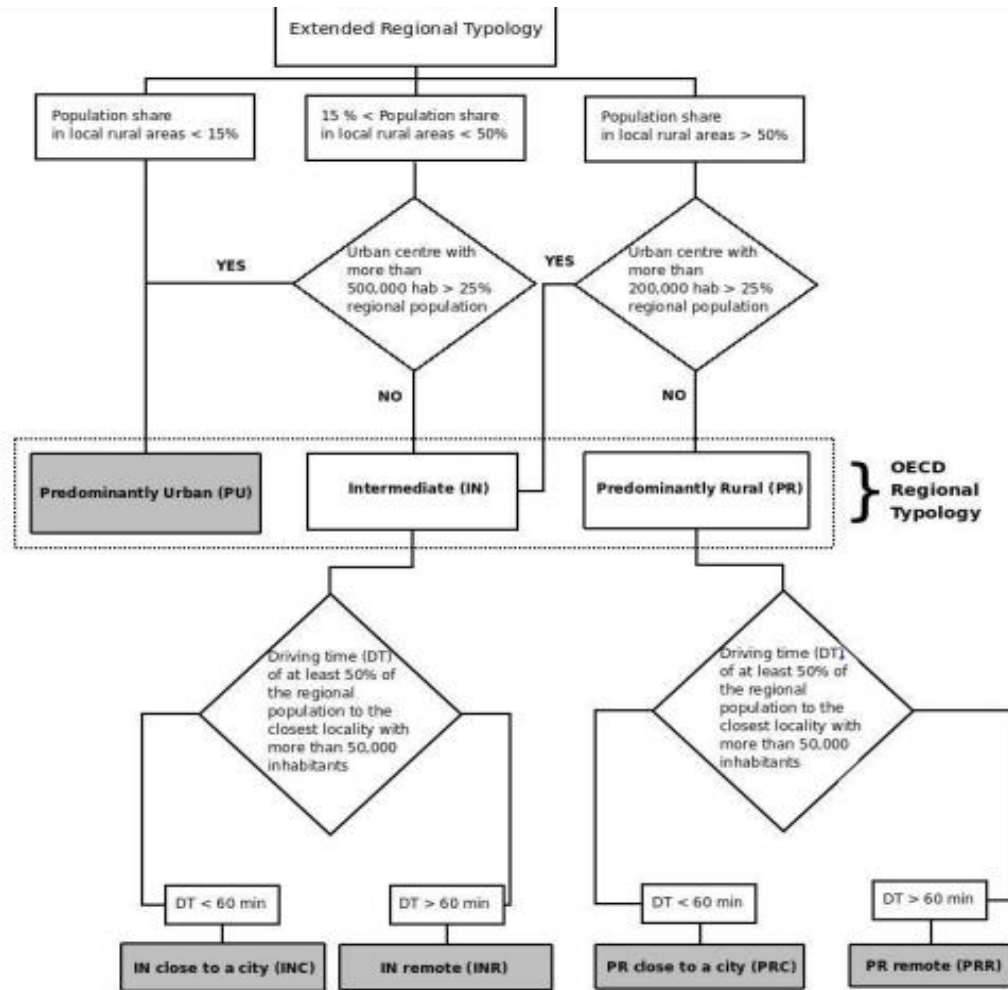 Extended Regional Typology
Population share
in local rural areas < 15%
15 % < Population share
in local rural areas < 50%
Population share
in local rural areas > 50%
Urban centre with
more than
500,000 hab > 25%
regional population
YES
NO
Urban centre with
more than
200,000 hab > 25%
regional population
YES
NO
Predominantly Urban (PU)
Intermediate (IN)
Predominantly Rural (PR)
OECD
Regional
Typology
Driving time (DT)
of at least 50% of
the regional
population to the
closest locality with
more than 50,000
inhabitants
Driving time (DT)
of at least 50% of
the regional
population to the
closest locality with
more than 50,000
inhabitants
DT < 60 min
DT > 60 min
DT < 60 min
DT > 60 min
IN close to a city (INC)
IN remote (INR)
PR close to a city (PRC)
PR remote (PRR)